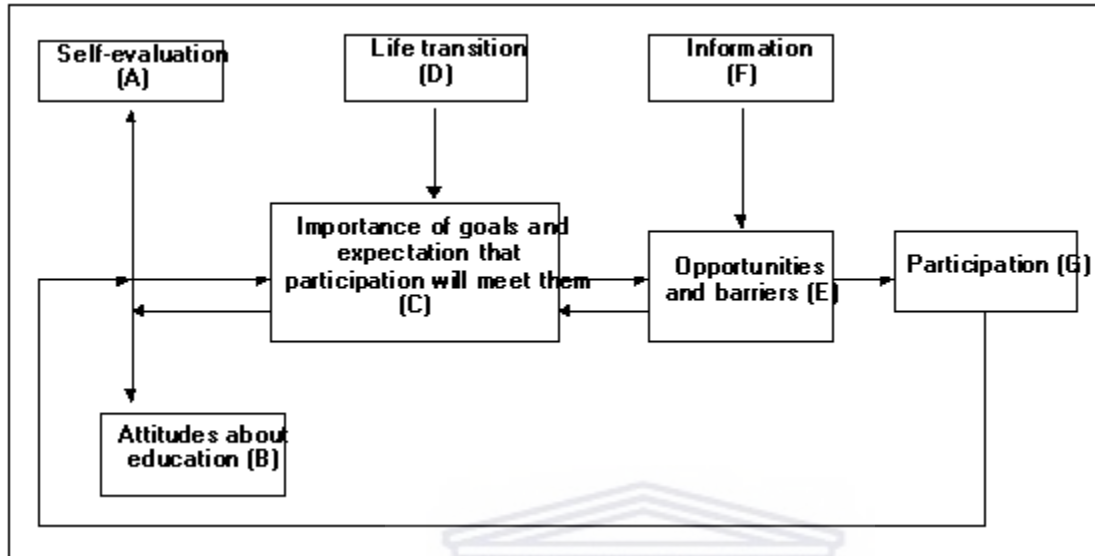 Self-evaluation
(A)
Life transition
(D)
Information
(F)
Importance of goals and
expectation that
participation will meet them
(C)
Opportunities
and barriers (E)
Participation (G)
Attitudes about
education (B)